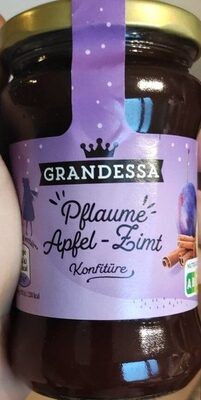 GRANDESSA
Pflaume-
Apfel-Zimt
Konfitüre